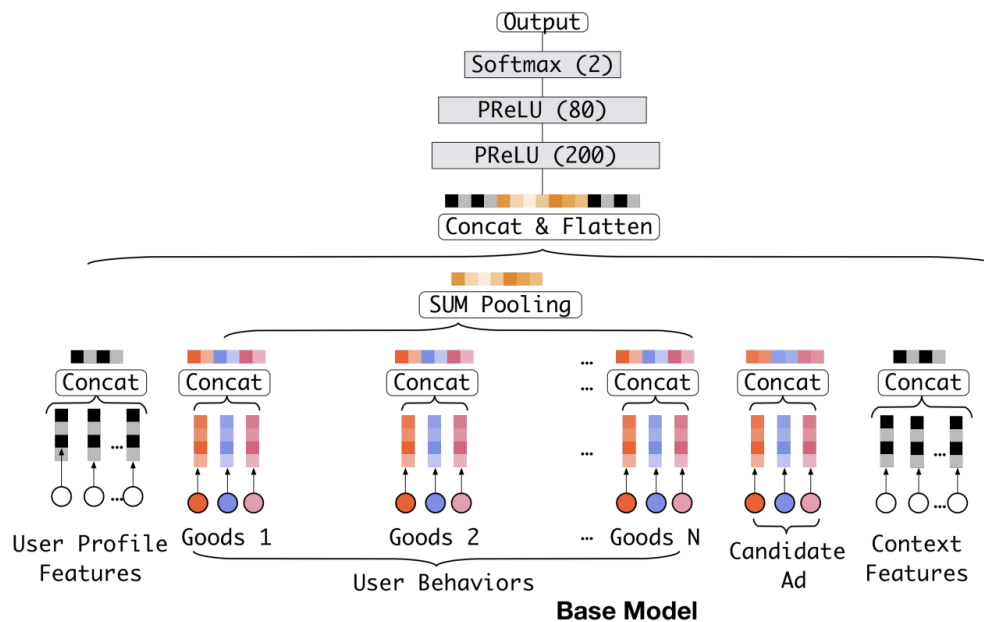 Output
Softmax (2)
PReLU (80)
PReLU (200)
Concat & Flatten
SUM Pooling
...
Concat Concat Concat ... Concat Concat Concat
... ... ...
... Goods 1 Goods 2 ... Goods N ...
User Profile
Features
User Behaviors
Candidate
Ad
Context
Features
Base Model